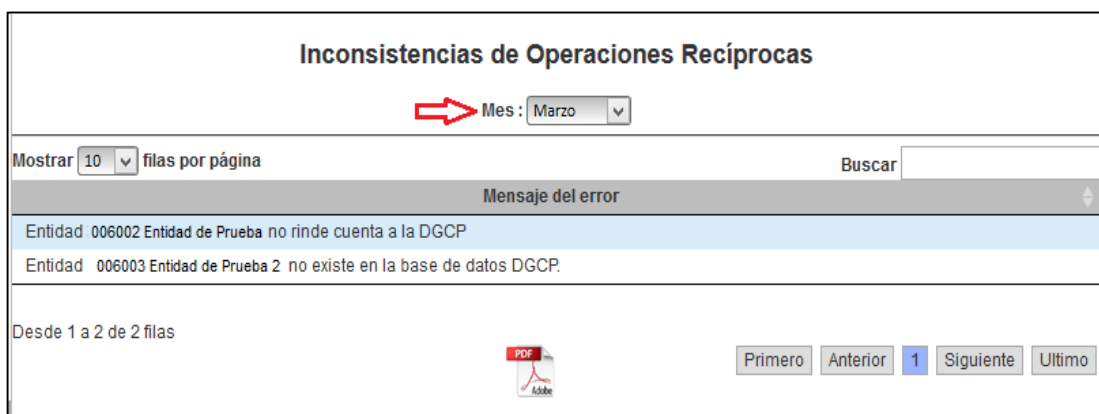 Inconsistencias de Operaciones Recíprocas
Mes : Marzo
Mostrar 10 filas por página Buscar
Mensaje del error
Entidad 006002 Entidad de Prueba no rinde cuenta a la DGCP
Entidad 006003 Entidad de Prueba 2 no existe en la base de datos DGCP.
Desde 1 a 2 de 2 filas
PDF
Adobe
Primero Anterior 1 Siguiente Ultimo